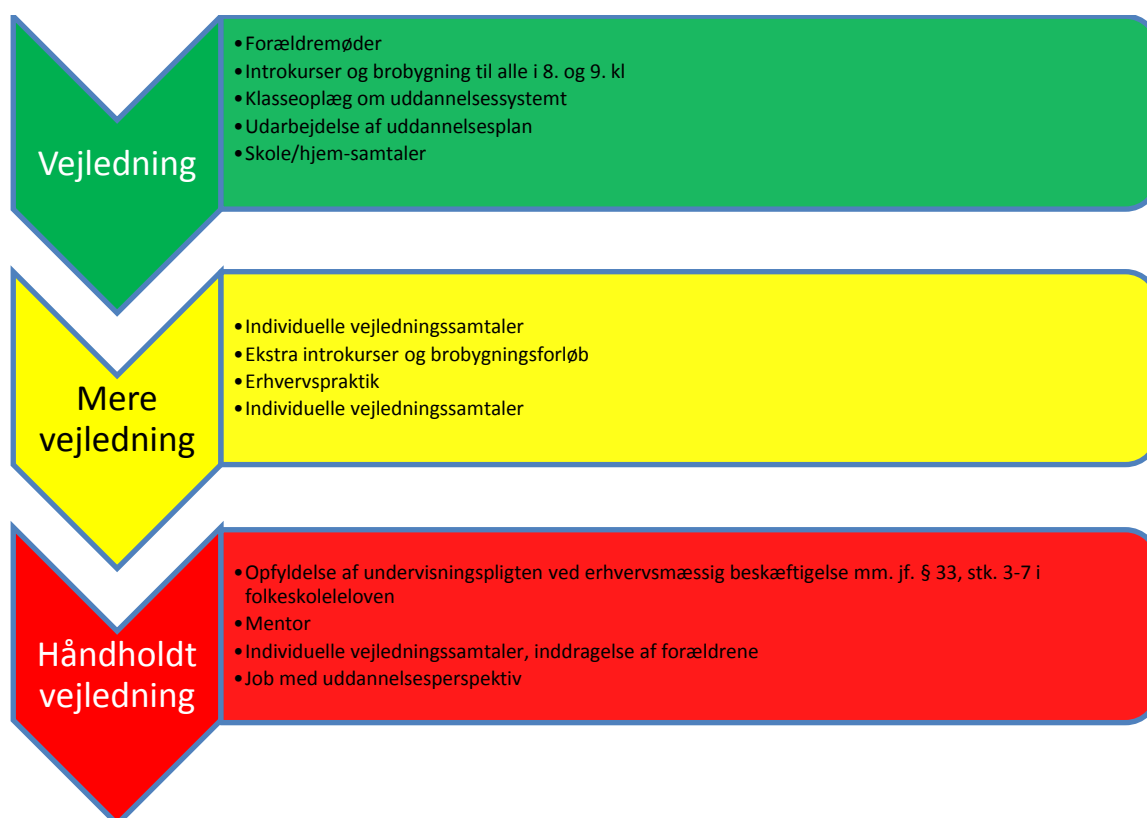 Vejledning
•Forældremøder
•Introkurser og brobygning til alle i 8. og 9. kl
•Klasseoplæg om uddannelsessystemt
•Udarbejdelse af uddannelsesplan
•Skole/hjem-samtaler
Mere
vejledning
•Individuelle vejledningssamtaler
•Ekstra introkurser og brobygningsforløb
•Erhvervspraktik
•Individuelle vejledningssamtaler
Håndholdt
vejledning
•Opfyldelse af undervisningspligten ved erhvervsmæssig beskæftigelse mm. jf. § 33, stk. 3-7 i
folkeskoleleloven
•Mentor
•Individuelle vejledningssamtaler, inddragelse af forældrene
•Job med uddannelsesperspektiv